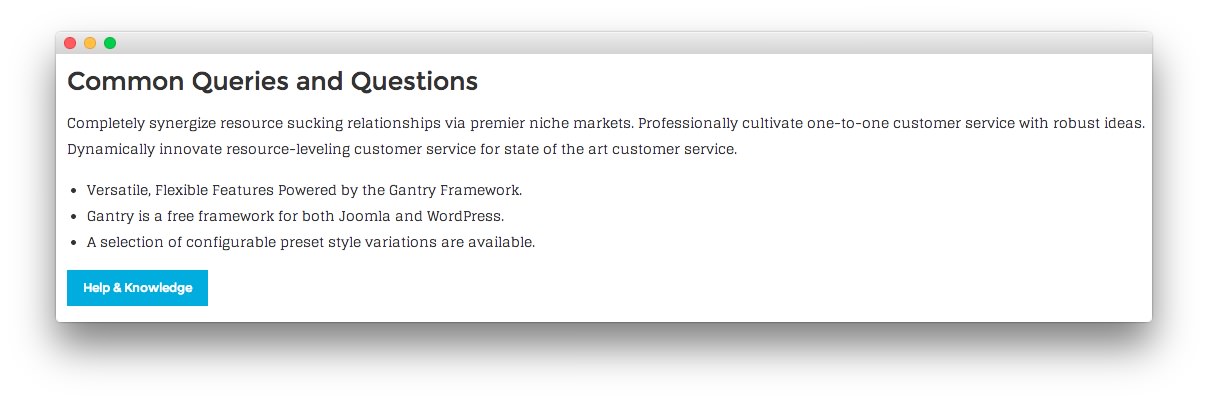 Common Queries and Questions
Completely synergize resource sucking relationships via premier niche markets. Professionally cultivate one-to-one customer service with robust ideas.
Dynamically innovate resource-leveling customer service for state of the art customer service.
• Versatile, Flexible Features Powered by the Gantry Framework.
• Gantry is a free framework for both Joomla and WordPress.
• A selection of configurable preset style variations are available.
Help & Knowledge